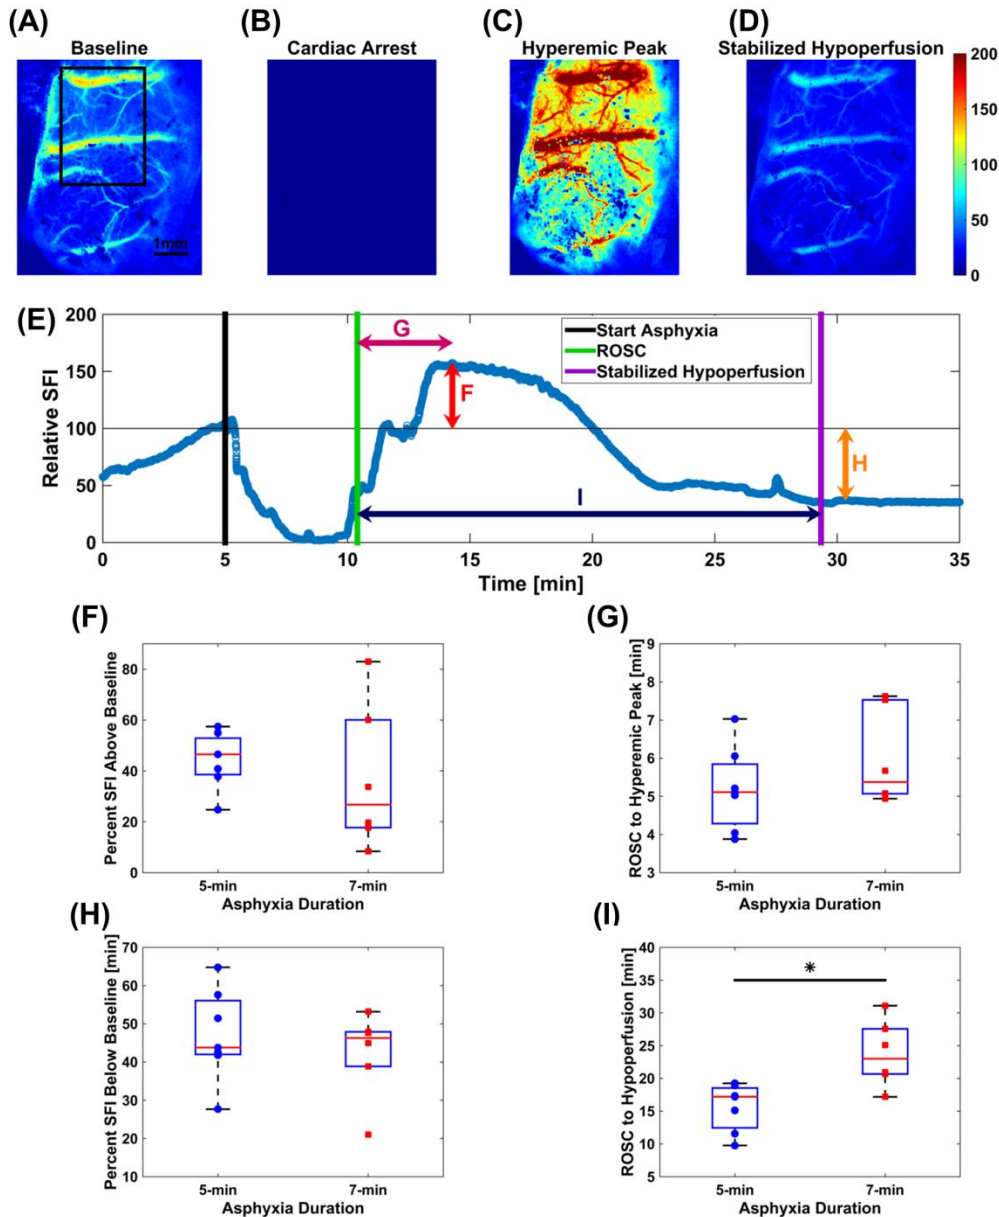 (A)
(B)
(C)
(D)
Baseline
Cardiac Arrest
Hyperemic Peak
Stabilized Hypoperfusion
1mm
200
150
100
50
0
(E)
Relative SFI
200
150
100
50
0
G
F
H
I
Start Asphyxia
ROSC
Stabilized Hypoperfusion
0
5
10
15
20
25
30
35
Time [min]
(F)
Percent SFI Above Baseline
80
60
40
20
0
5-min
7-min
Asphyxia Duration
(G)
ROSC to Hyperemic Peak [min]
9
8
7
6
5
4
3
5-min
7-min
Asphyxia Duration
(H)
Percent SFI Below Baseline [min]
70
60
50
40
30
20
10
5-min
7-min
Asphyxia Duration
(I)
ROSC to Hypoperfusion [min]
40
35
30
25
20
15
10
5
*
5-min
7-min
Asphyxia Duration